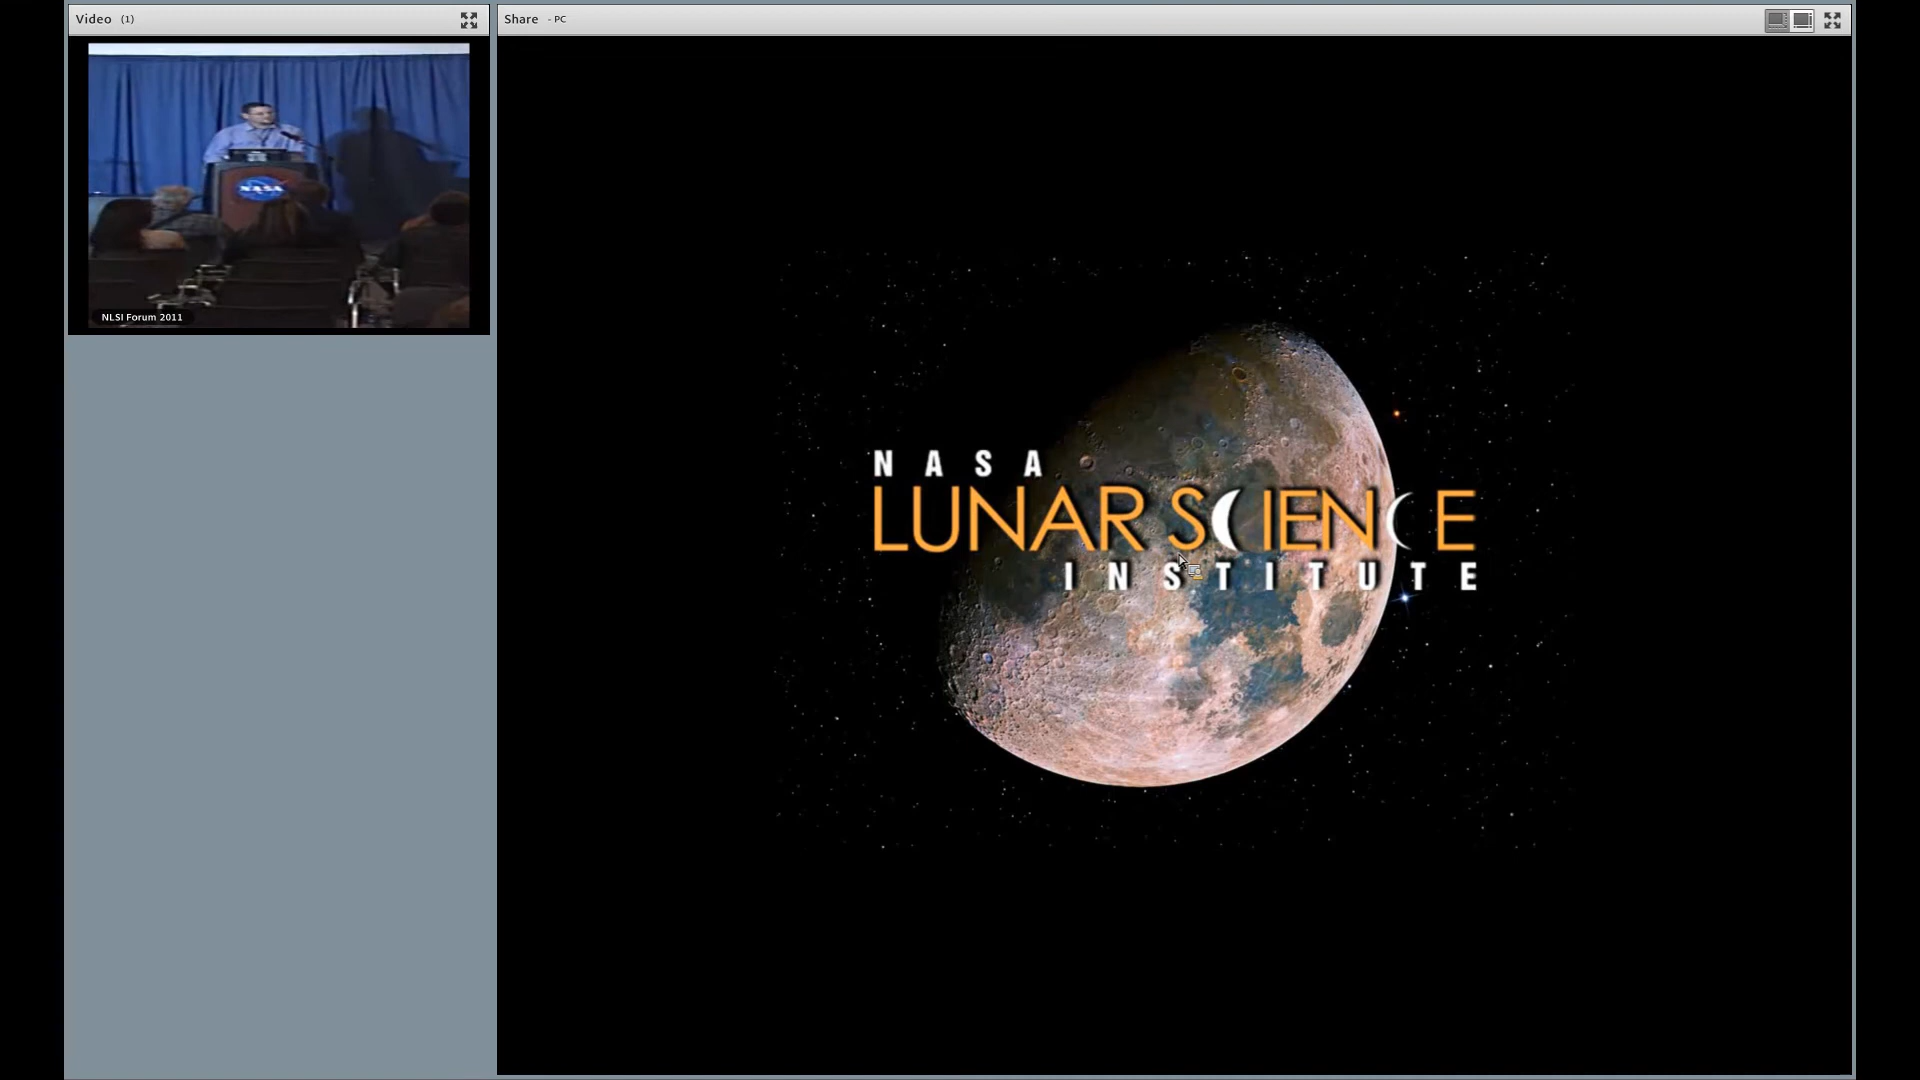 Video (1)
NASA
NLSI Forum 2011
Share - PC
NASA
LUNAR SCIENCE
INSTITUTE